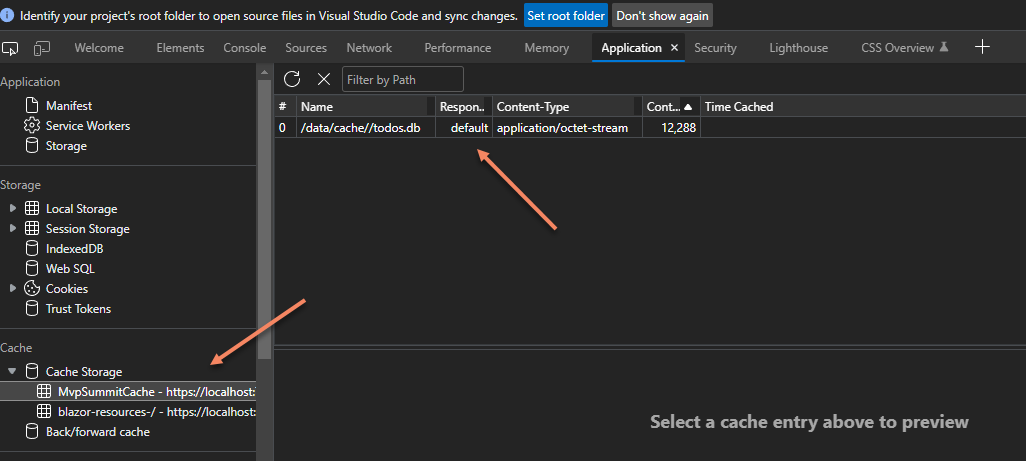 Identify your project's root folder to open source files in Visual Studio Code and sync changes. Set root folder Don't show again
Welcome Elements Console Sources Network Performance Memory Application × Security Lighthouse CSS Overview
Application
Manifest
Service Workers
Storage
Storage
Local Storage
Session Storage
IndexedDB
Web SQL
Cookies
Trust Tokens
Cache
Cache Storage
MvpSummitCache - https://localhost:
blazor-resources-/ - https://localhost:
Back/forward cache
Filter by Path
# Name Respon... Content-Type Cont... Time Cached
0 /data/cache//todos.db default application/octet-stream 12,288
Select a cache entry above to preview